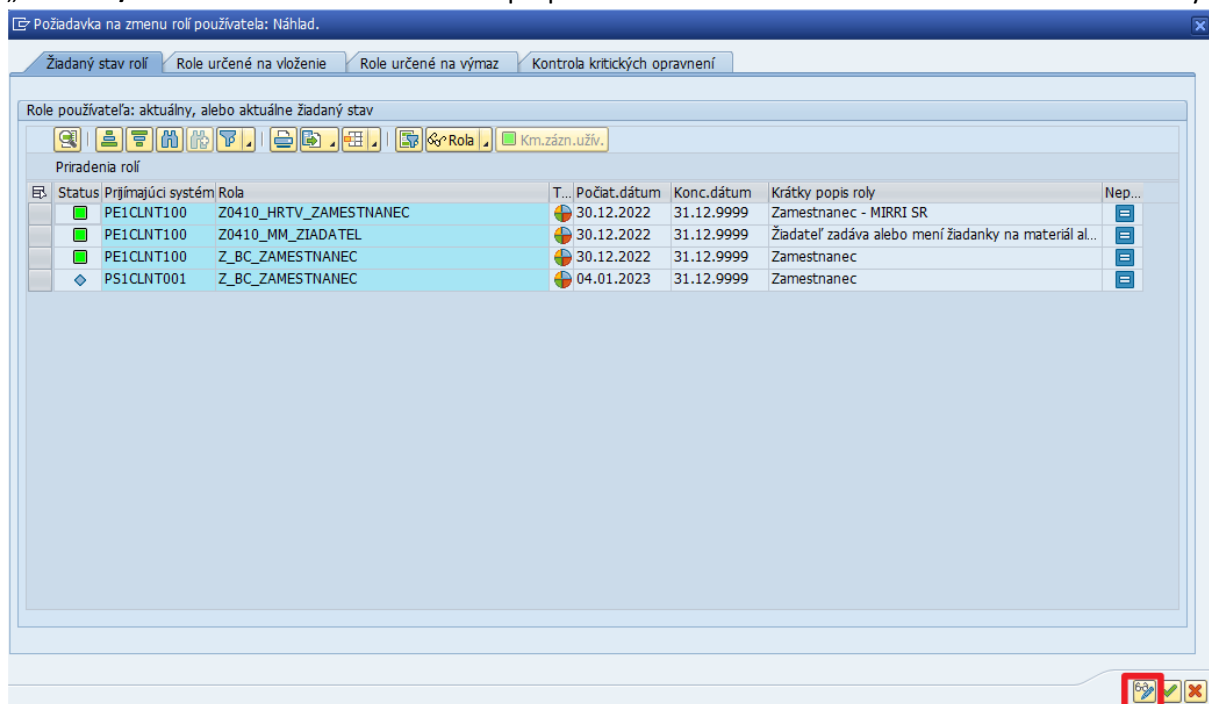 Požiadavka na zmenu rolí používatela: Náhlad.
Žiadaný stav rolí Role určené na vloženie Role určené na výmaz Kontrola kritických opravnení
Role používateľa: aktuálny, alebo aktuálne žiadaný stav
Rola Km.zázn.užív.
Priradenia rolí
Status Prijímajúci systém Rola T... Počiat.dátum Konc.dátum Krátky popis roly Nep...
PE1CLNT100 Z0410_HRTV_ZAMESTNANEC 30.12.2022 31.12.9999 Zamestnanec - MIRRI SR
PE1CLNT100 Z0410_MM_ZIADATEL 30.12.2022 31.12.9999 Žiadateľ zadáva alebo mení žiadanky na materiál al...
PE1CLNT100 Z_BC_ZAMESTNANEC 30.12.2022 31.12.9999 Zamestnanec
PS1CLNT001 Z_BC_ZAMESTNANEC 04.01.2023 31.12.9999 Zamestnanec